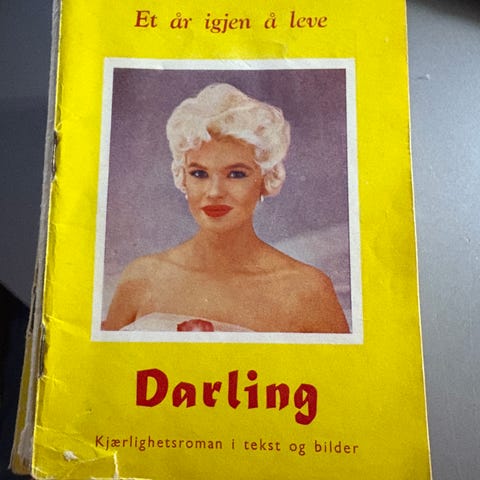 Et år igjen å leve
Darling
Kjærlighetsroman i tekst og bilder